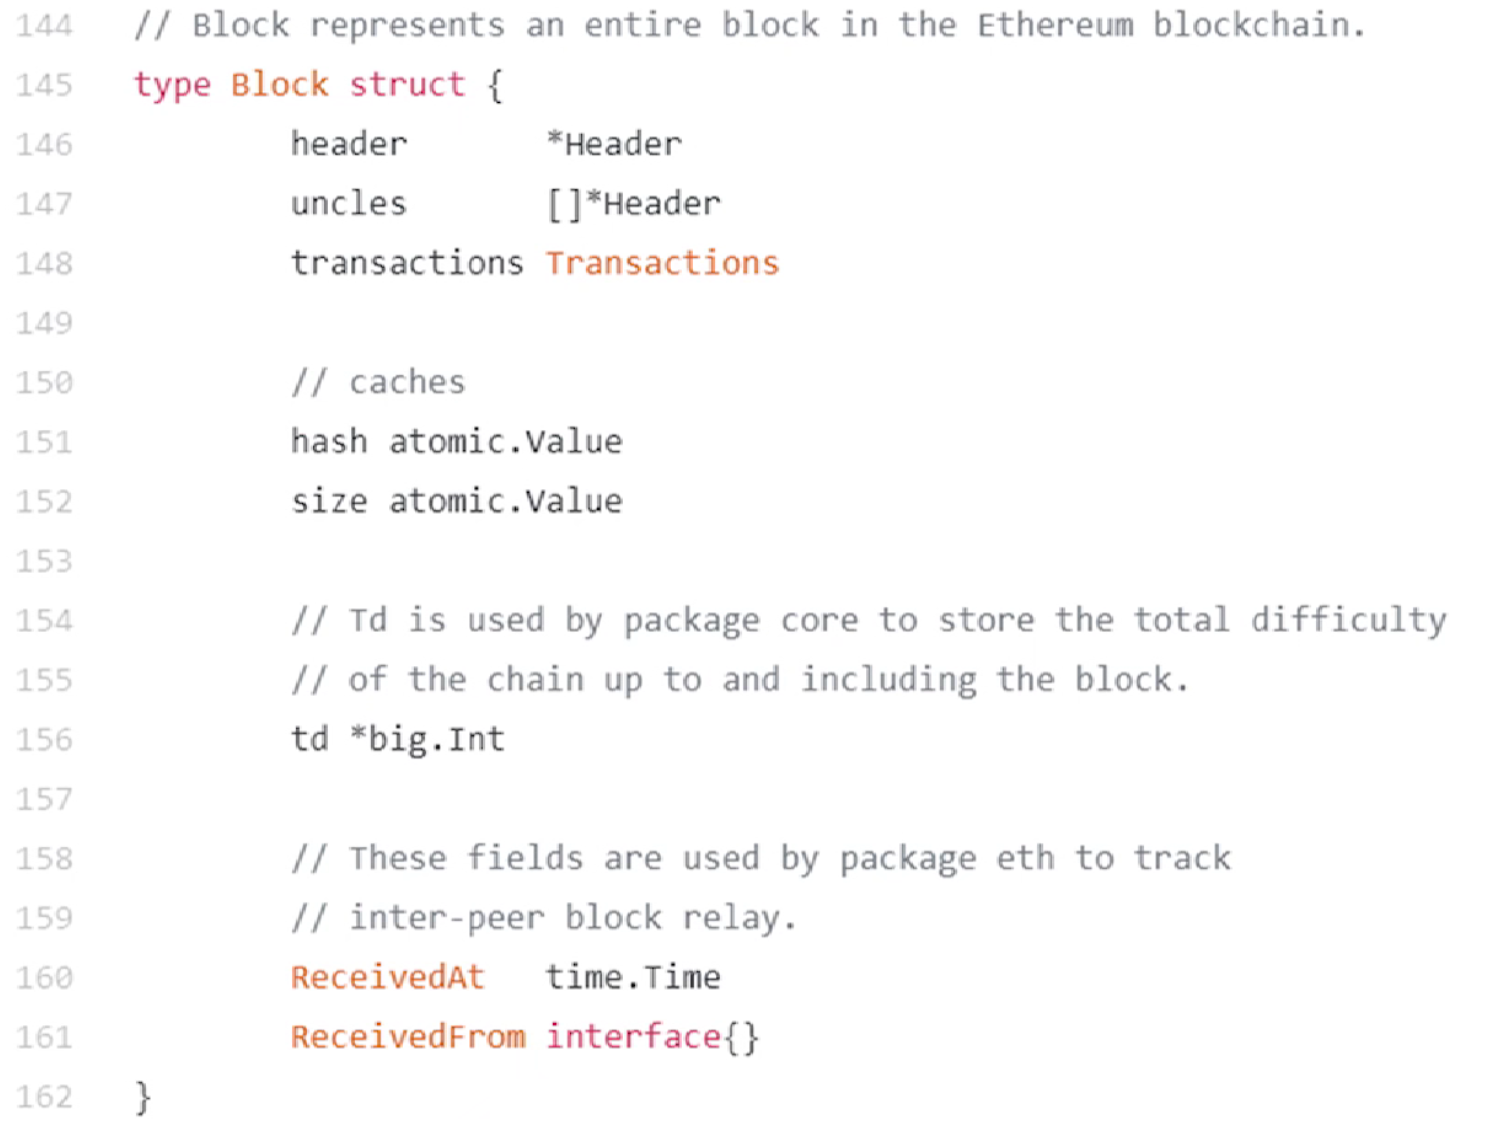 144 // Block represents an entire block in the Ethereum blockchain.
145 type Block struct {
146 header *Header
147 uncles []*Header
148 transactions Transactions
149
150 // caches
151 hash atomic.Value
152 size atomic.Value
153
154 // Td is used by package core to store the total difficulty
155 // of the chain up to and including the block.
156 td *big.Int
157
158 // These fields are used by package eth to track
159 // inter-peer block relay.
160 ReceivedAt time.Time
161 ReceivedFrom interface{}
162 }